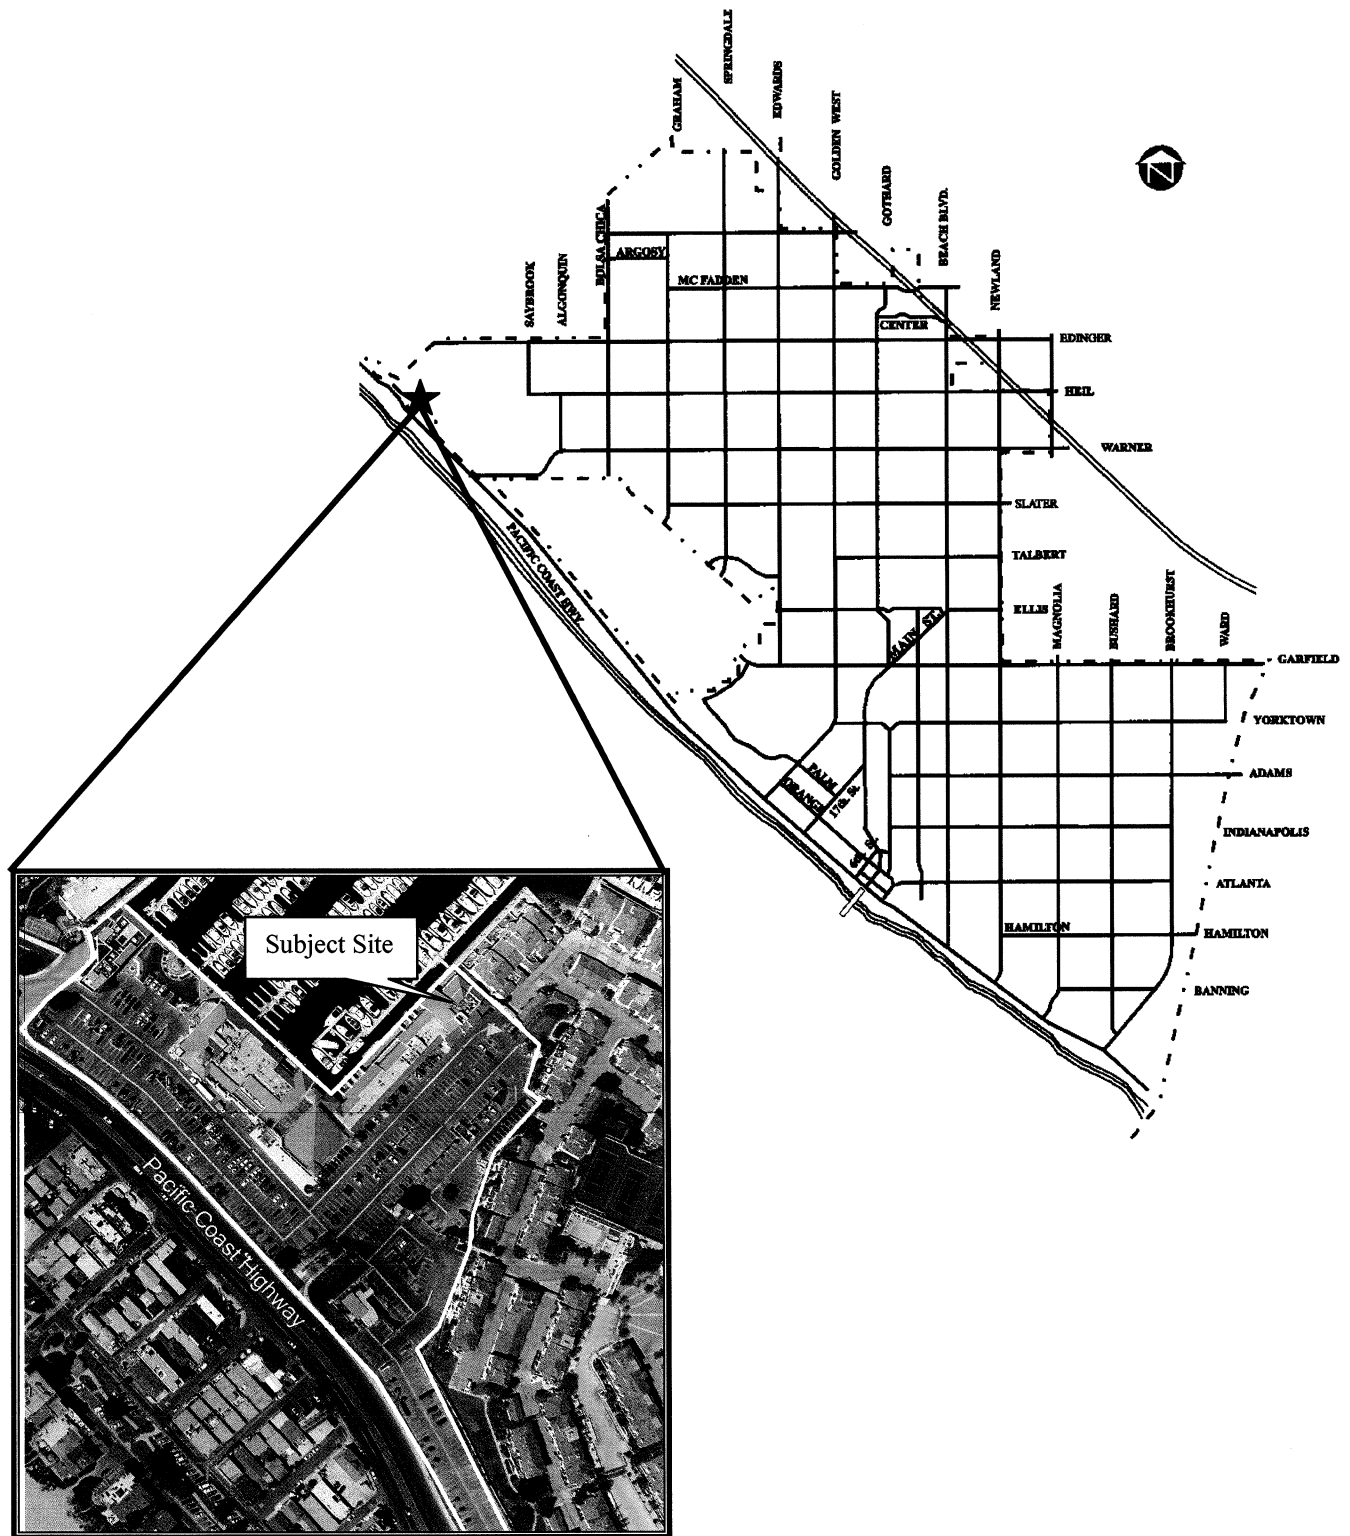 SPRINGDALE
GRAHAM
EDWARDS
GOLDEN WEST
GOTHARD
BEACH BLVD.
NEWLAND
BOLSA CHICA
ALGONQUIN
SAYBROOK
ARGOSY
MC FADDEN
CENTER
EDINGER
HEIL
WARNER
SLATER
TALBERT
ELLIS
MAGNOLIA
BUSHARD
BROOKHURST
WARD
MAIN ST.
GARFIELD
PACIFIC COAST HWY.
YORKTOWN
PALM
ORANGE
17th. St.
ADAMS
INDIANAPOLIS
6th. St.
ATLANTA
HAMILTON
HAMILTON
BANNING
N
Subject Site
Pacific Coast Highway